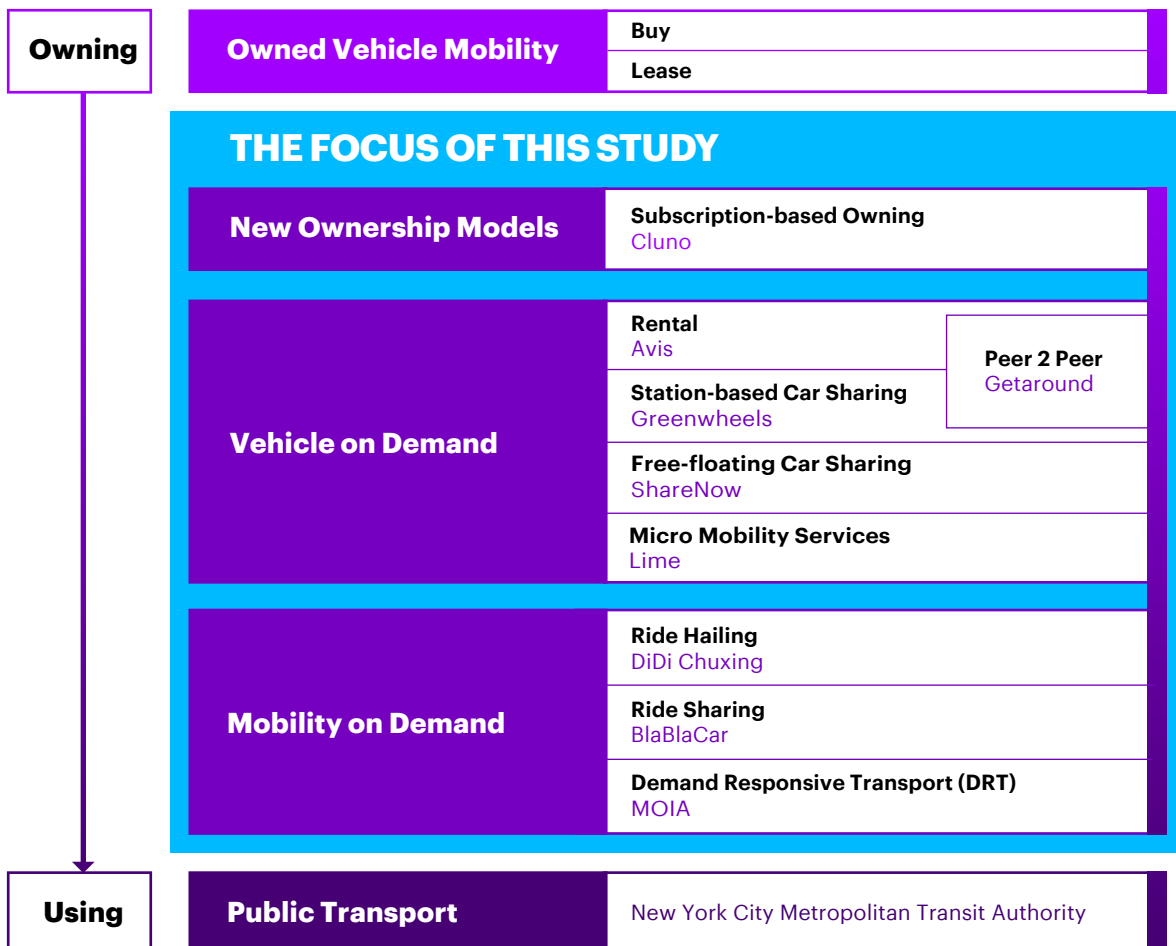 Owning
Owned Vehicle Mobility
Buy
Lease
THE FOCUS OF THIS STUDY
New Ownership Models
Subscription-based Owning
Cluno
Vehicle on Demand
Rental
Avis
Peer 2 Peer
Getaround
Station-based Car Sharing
Greenwheels
Free-floating Car Sharing
ShareNow
Micro Mobility Services
Lime
Mobility on Demand
Ride Hailing
DiDi Chuxing
Ride Sharing
BlaBlaCar
Demand Responsive Transport (DRT)
MOIA
Using
Public Transport
New York City Metropolitan Transit Authority